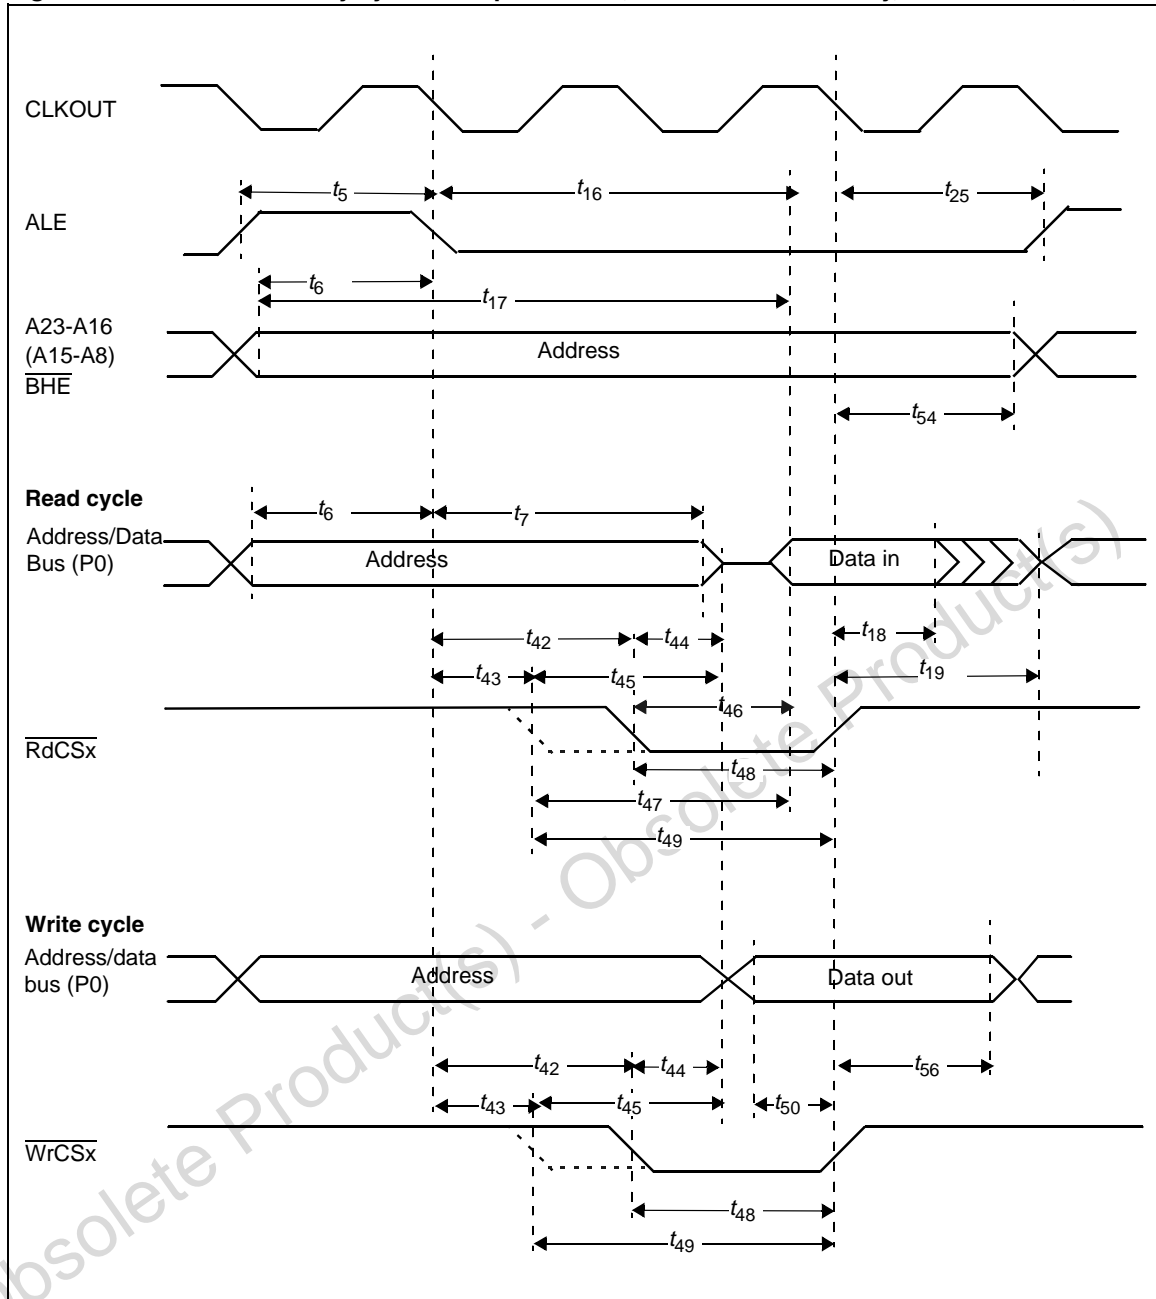 CLKOUT
t5
t16
t25
ALE
t6
t17
A23-A16
(A15-A8)
BHE
Address
t54
Read cycle
t6
t7
Address/Data
Bus (P0)
Address
Data in
t42
t44
t18
t43
t45
t19
t46
RdCSx
t48
t47
t49
Write cycle
Address/data
bus (P0)
Address
Data out
t42
t44
t56
t43
t45
t50
WrCSx
t48
t49
Obsolete Product(s) - Obsolete Product(s)